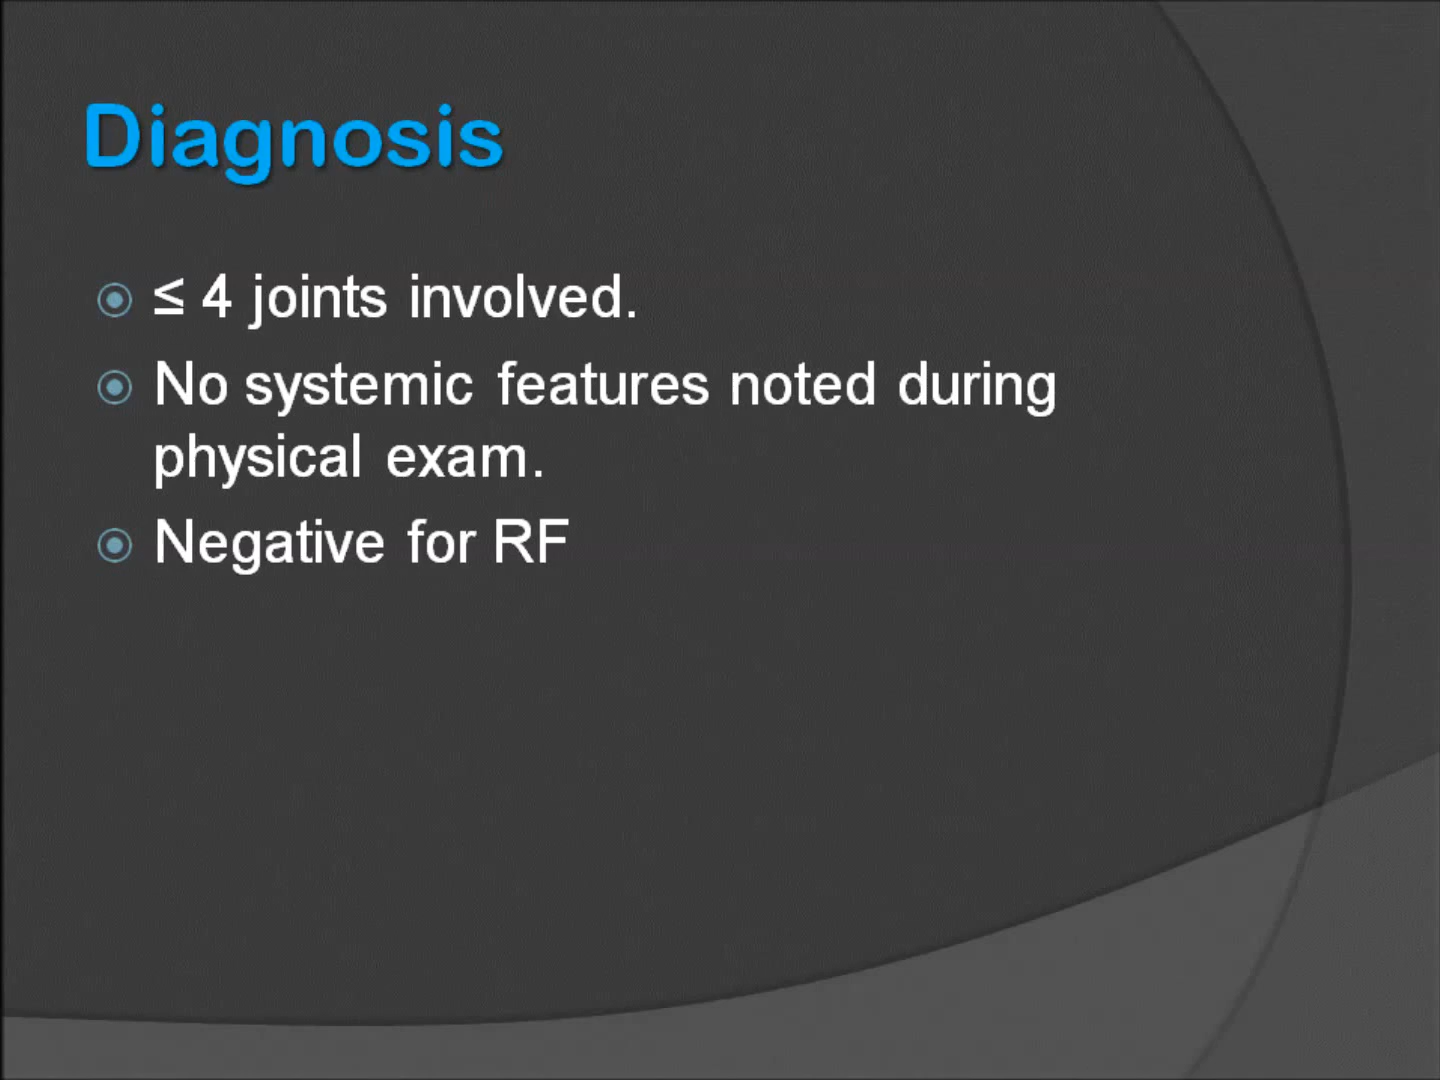 Diagnosis
≤ 4 joints involved.
No systemic features noted during
physical exam.
Negative for RF